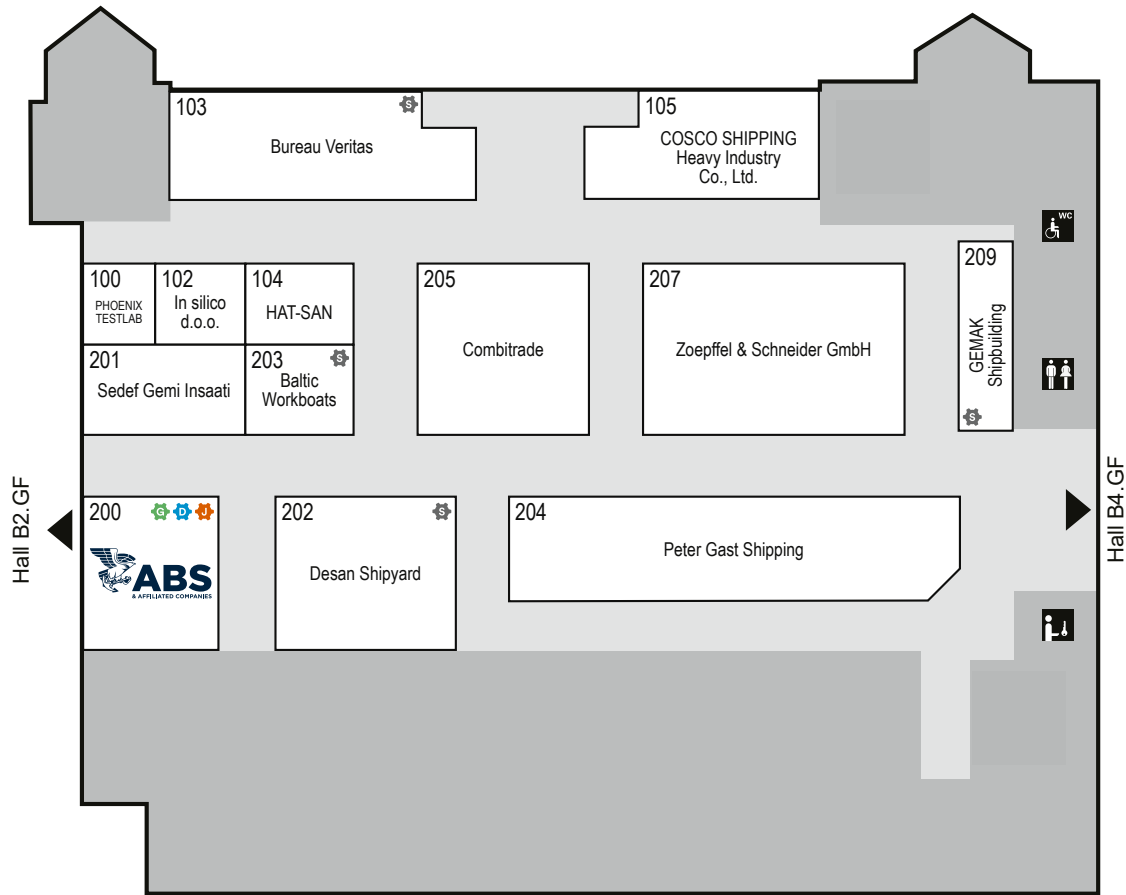 103
S
Bureau Veritas
105
COSCO SHIPPING
Heavy Industry
Co., Ltd.
WC
100
PHOENIX
TESTLAB
102
In silico
d.o.o.
104
HAT-SAN
201
Sedef Gemi Insaati
203
S
Baltic
Workboats
205
Combitrade
207
Zoepffel & Schneider GmbH
209
GEMAK
Shipbuilding
S
Hall B2.GF
200
G D J
ABS
& AFFILIATED COMPANIES
202
S
Desan Shipyard
204
Peter Gast Shipping
Hall B4.GF